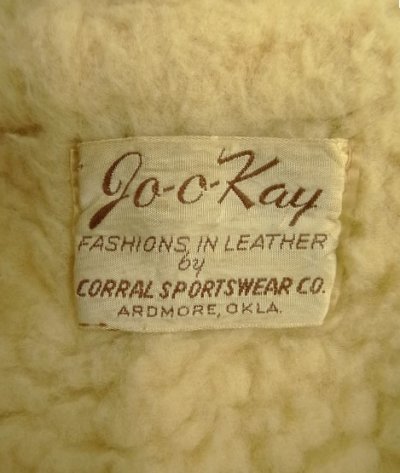 Jo-O-Kay
FASHIONS IN LEATHER
by
CORRAL SPORTSWEAR CO.
ARDMORE, OKLA.